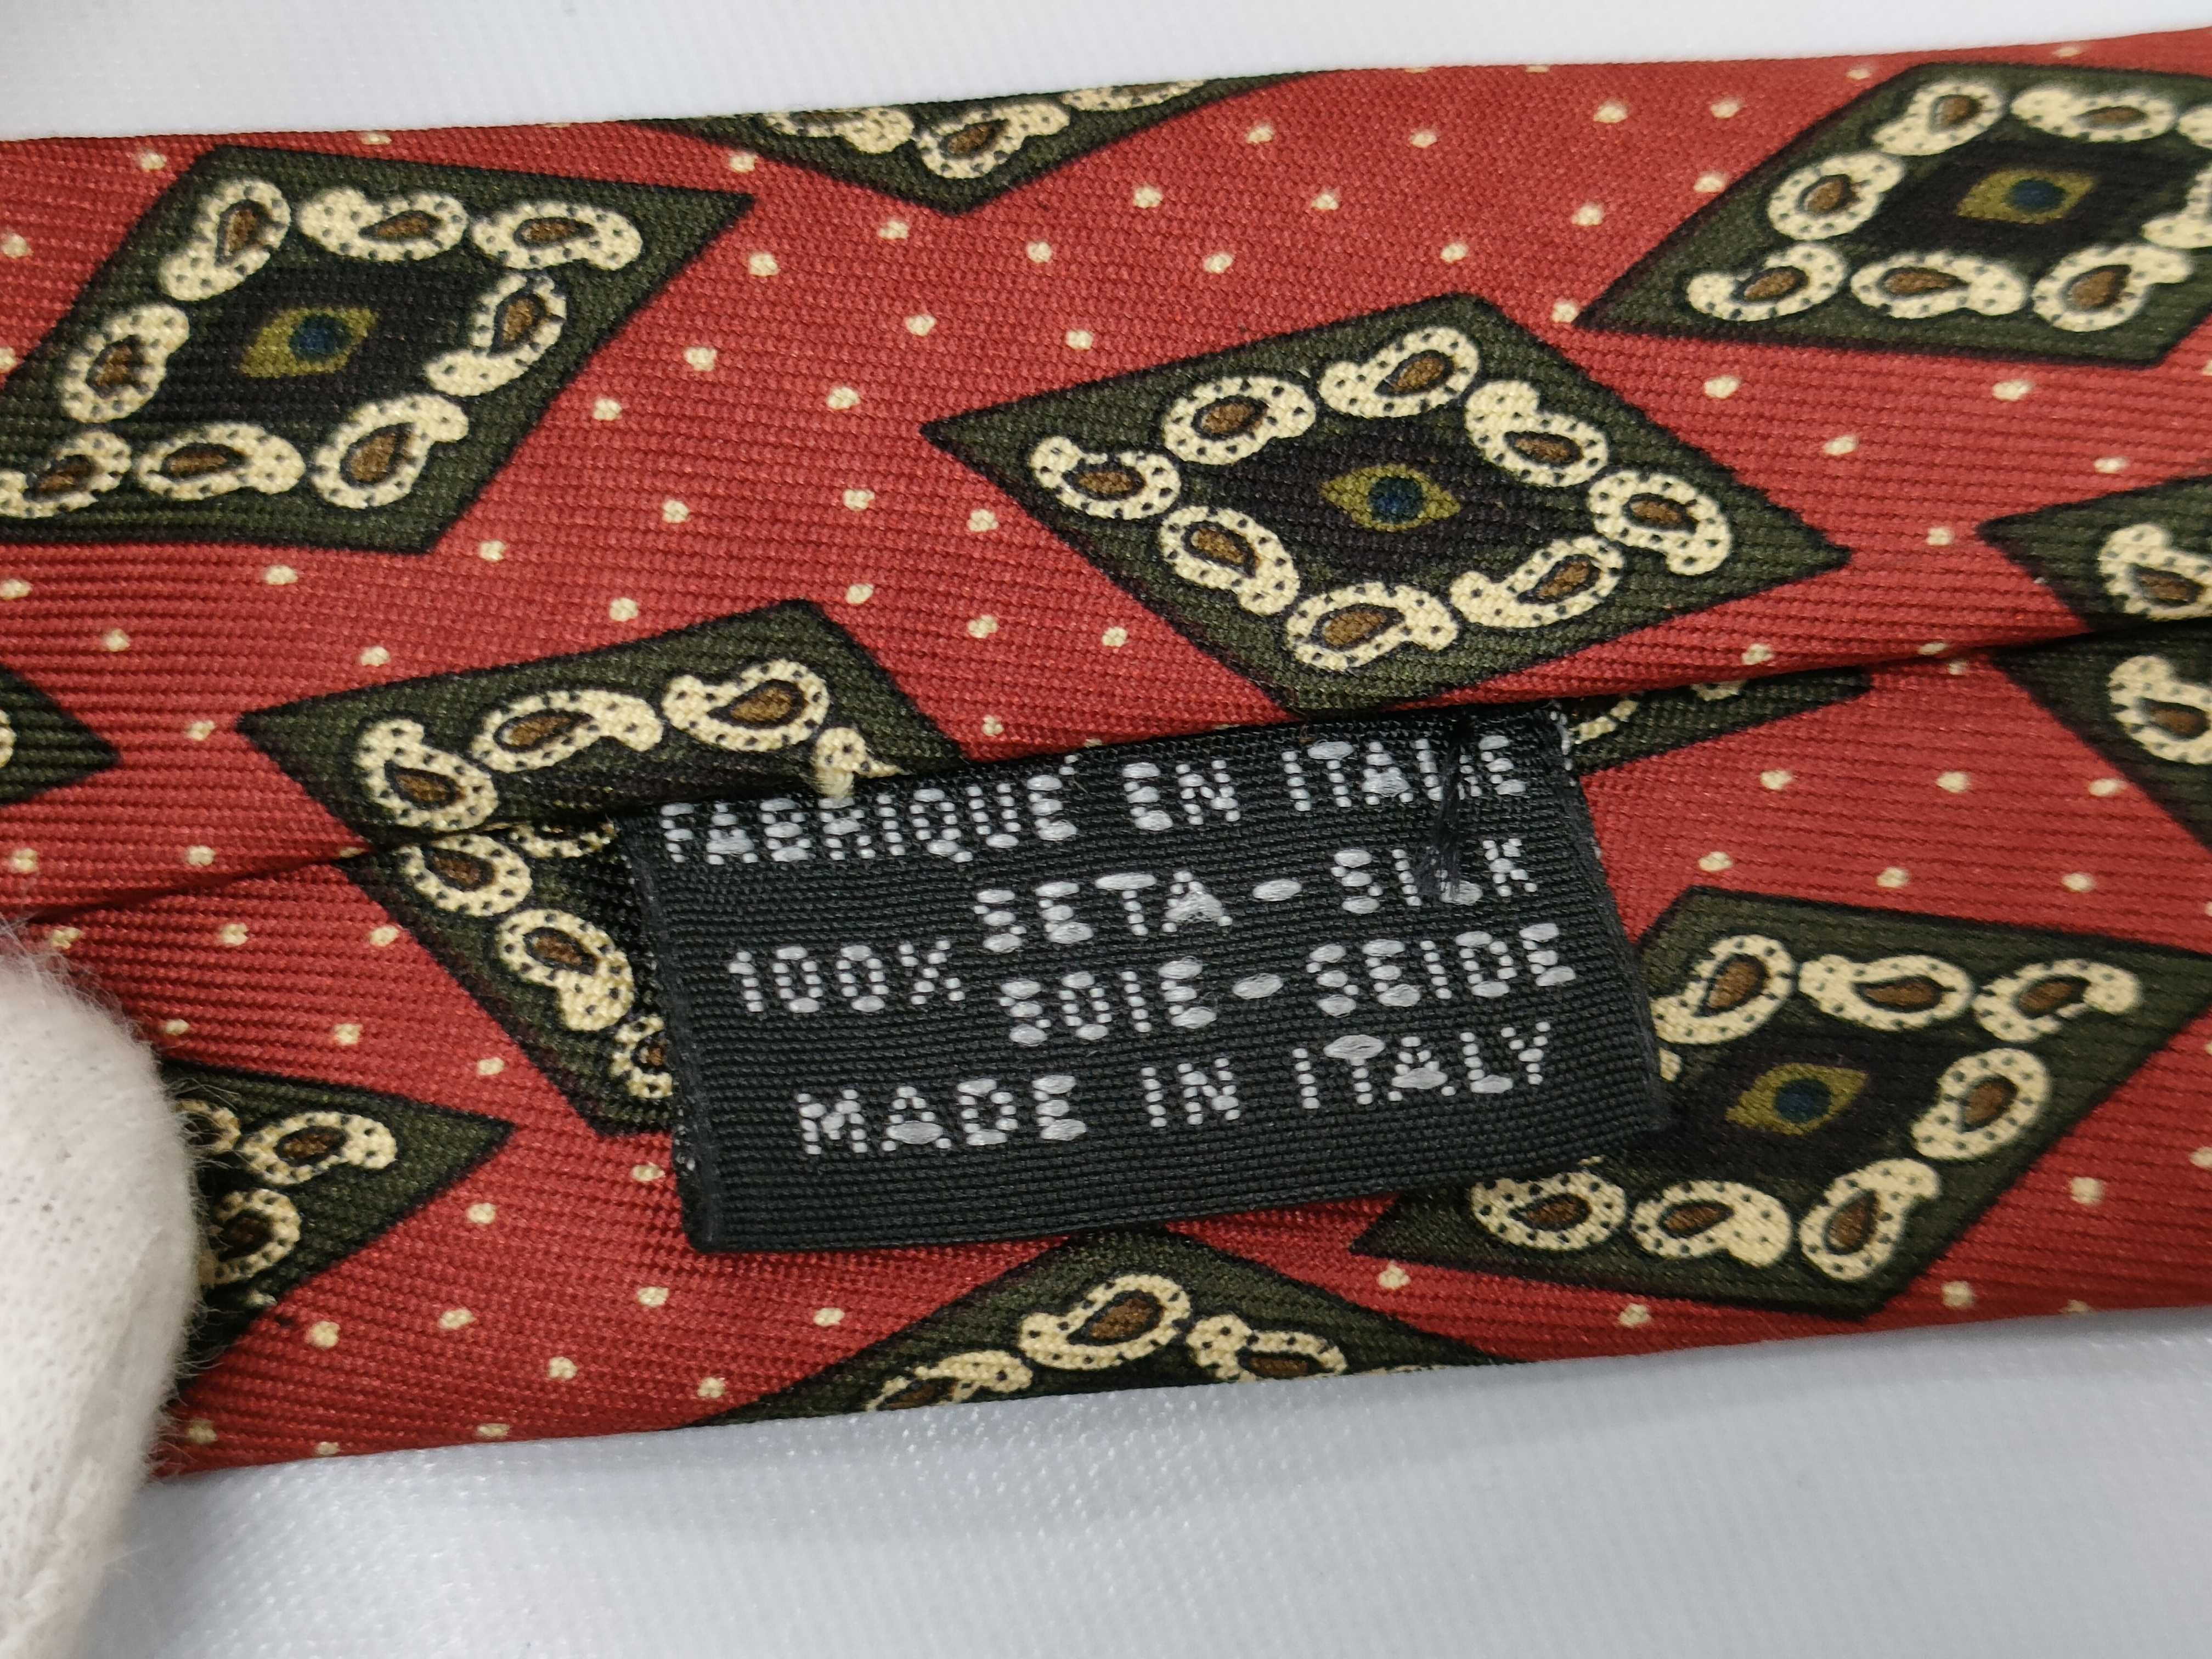 FABRIQUÉ EN ITALIE
SETA - SILK
100%
SOIE - SEIDE
MADE IN ITALY